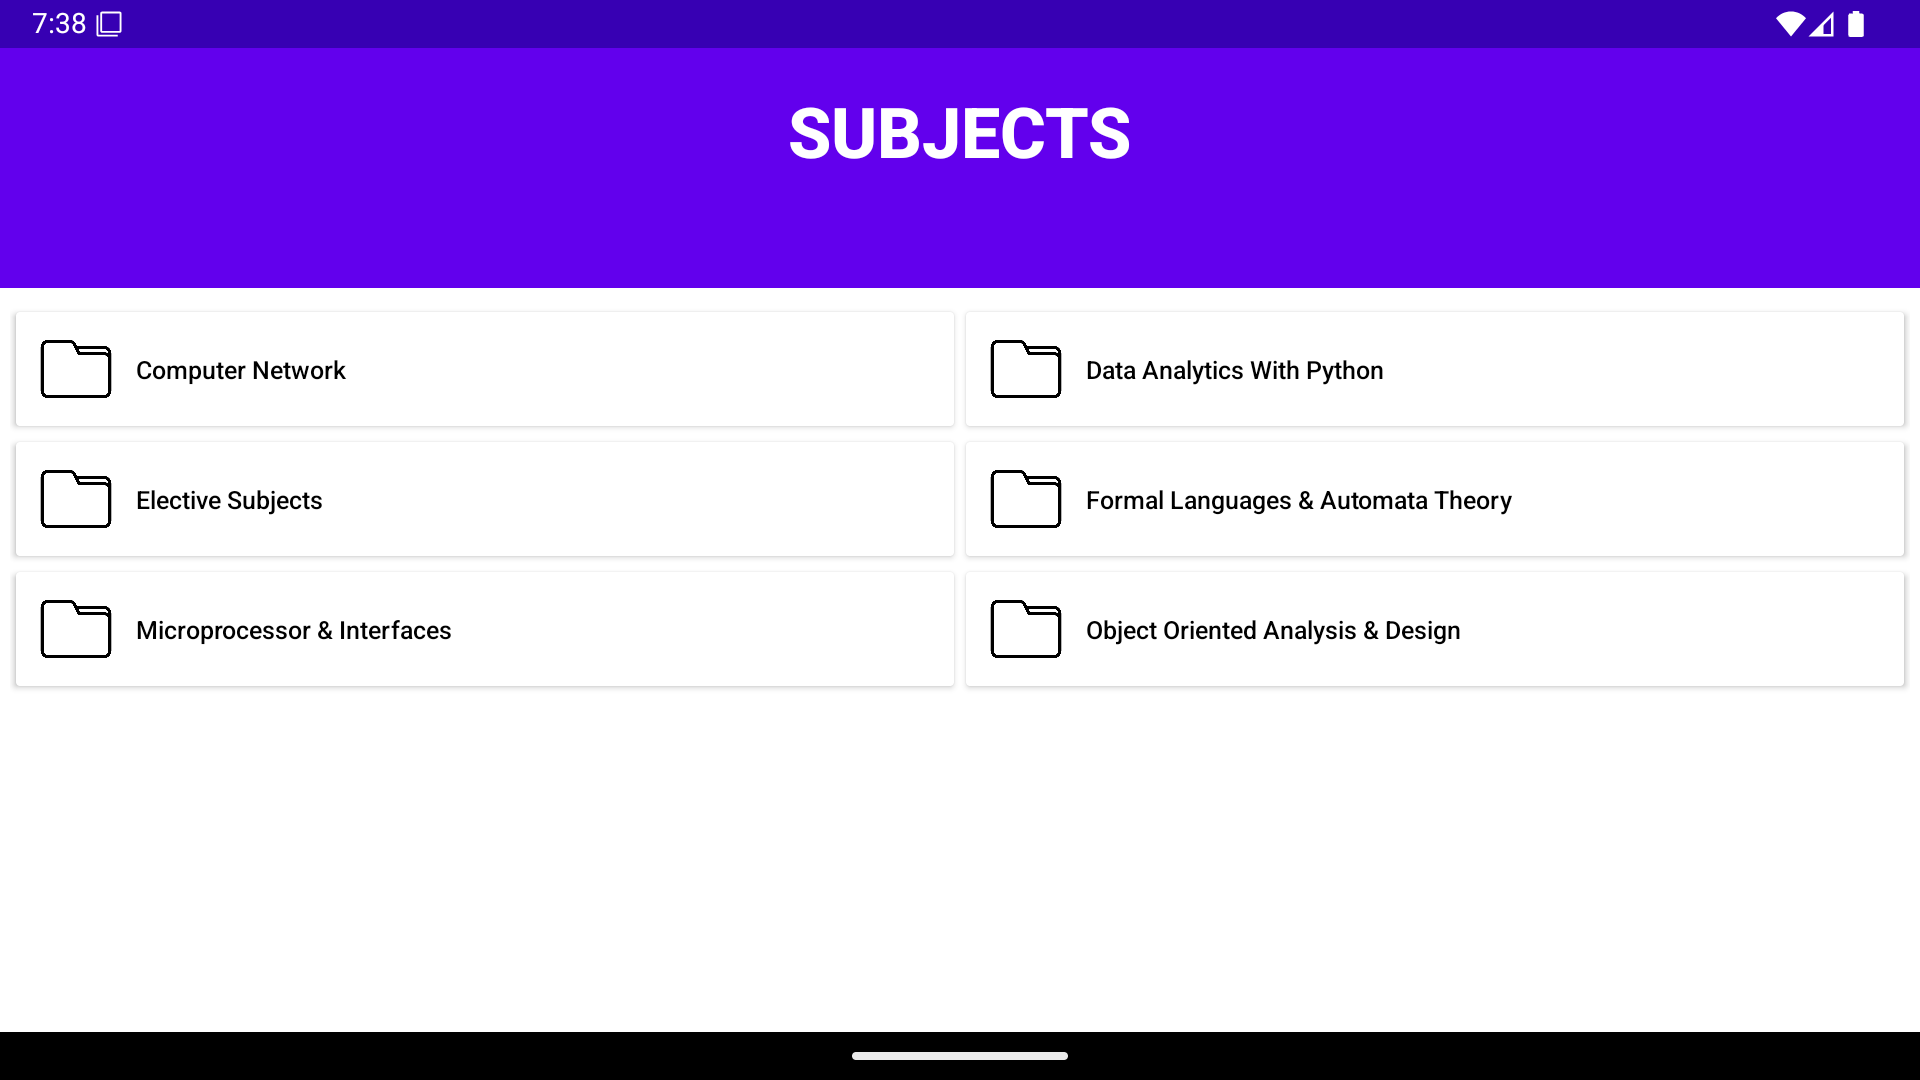 7:38
SUBJECTS
Computer Network
Data Analytics With Python
Elective Subjects
Formal Languages & Automata Theory
Microprocessor & Interfaces
Object Oriented Analysis & Design